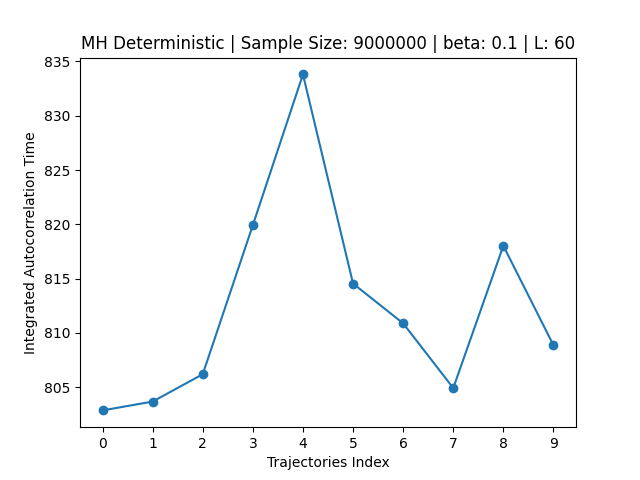 MH Deterministic | Sample Size: 9000000 | beta: 0.1 | L: 60
835
830
825
820
815
810
805
Integrated Autocorrelation Time
0 1 2 3 4 5 6 7 8 9
Trajectories Index